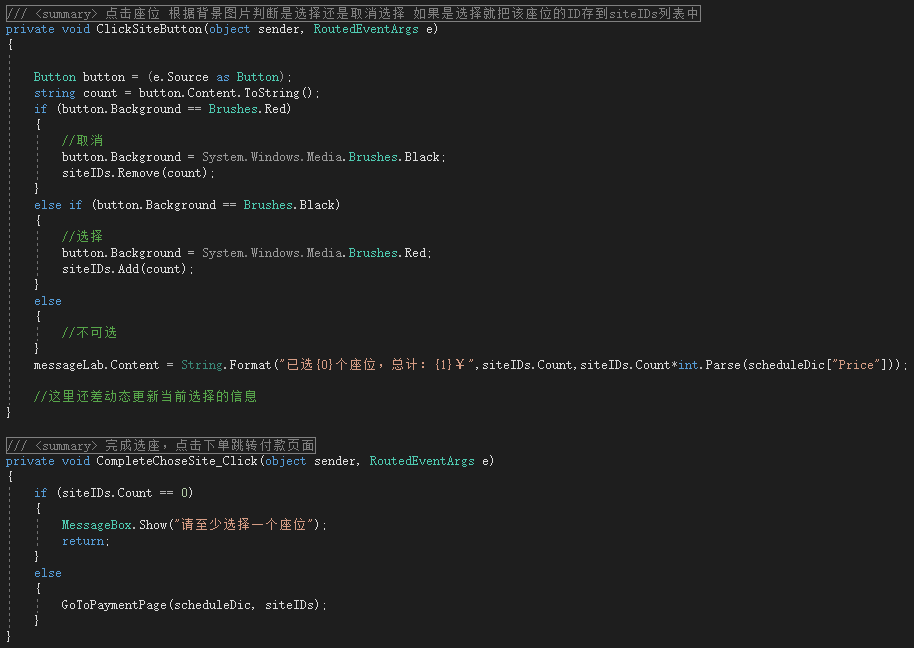 /// <summary> 点击座位 根据背景图片判断是选择还是取消选择 如果是选择就把该座位的ID存到siteIDs列表中
private void ClickSiteButton(object sender, RoutedEventArgs e)
{
Button button = (e.Source as Button);
string count = button.Content.ToString();
if (button.Background == Brushes.Red)
{
//取消
button.Background = System.Windows.Media.Brushes.Black;
siteIDs.Remove(count);
}
else if (button.Background == Brushes.Black)
{
//选择
button.Background = System.Windows.Media.Brushes.Red;
siteIDs.Add(count);
}
else
{
//不可选
}
messageLab.Content = String.Format("已选{0}个座位，总计：{1}￥",siteIDs.Count,siteIDs.Count*int.Parse(scheduleDic["Price"]));
//这里还差动态更新当前选择的信息
}
/// <summary> 完成选座，点击下单跳转付款页面
private void CompleteChoseSite_Click(object sender, RoutedEventArgs e)
{
if (siteIDs.Count == 0)
{
MessageBox.Show("请至少选择一个座位");
return;
}
else
{
GoToPaymentPage(scheduleDic, siteIDs);
}
}